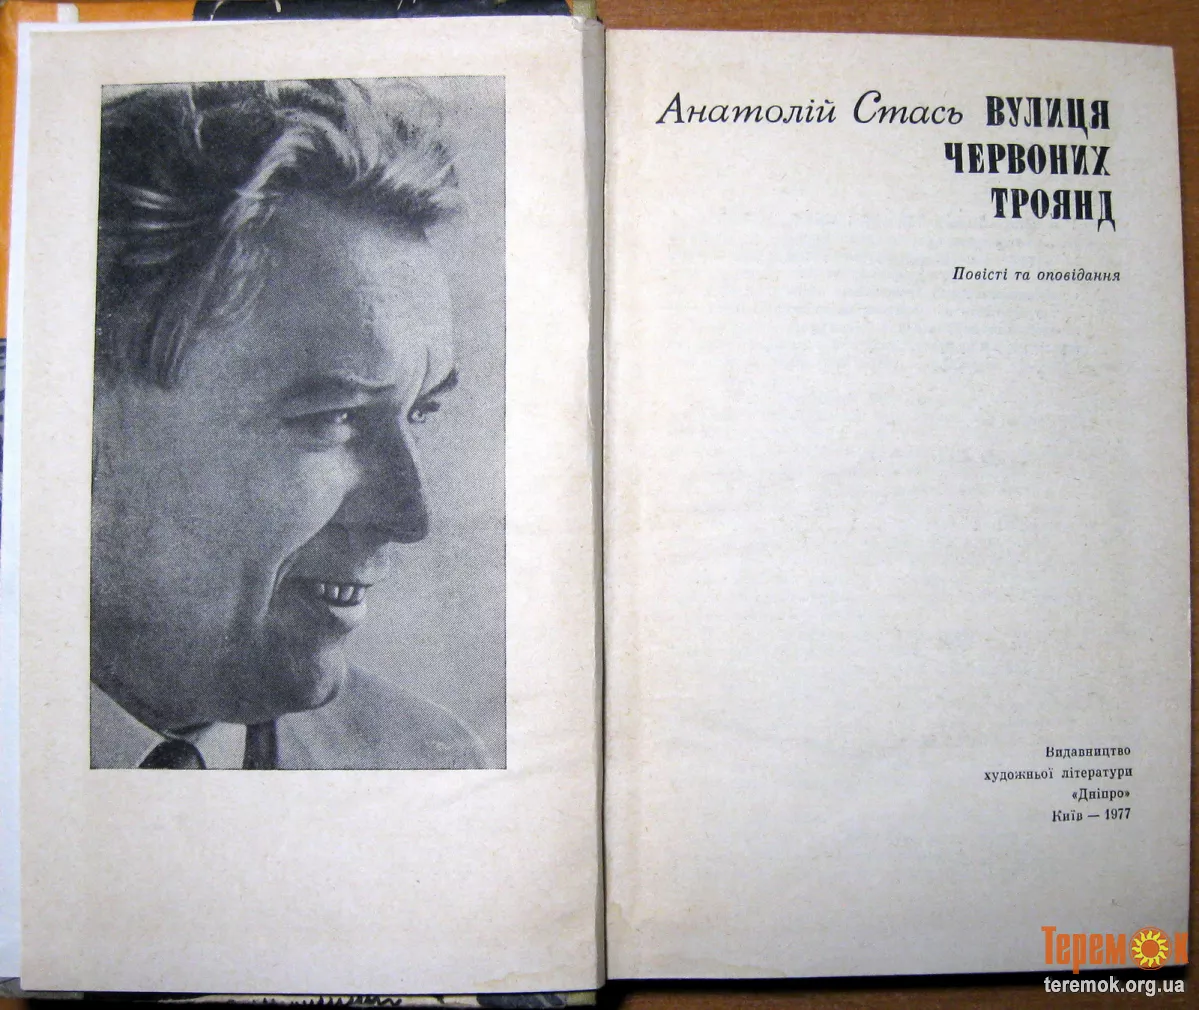 Анатолій Стась ВУЛИЦЯ
ЧЕРВОНИХ
ТРОЯНД
Повісті та оповідання
Видавництво
художньої літератури
«Дніпро»
Київ — 1977
Теремок
teremok.org.ua